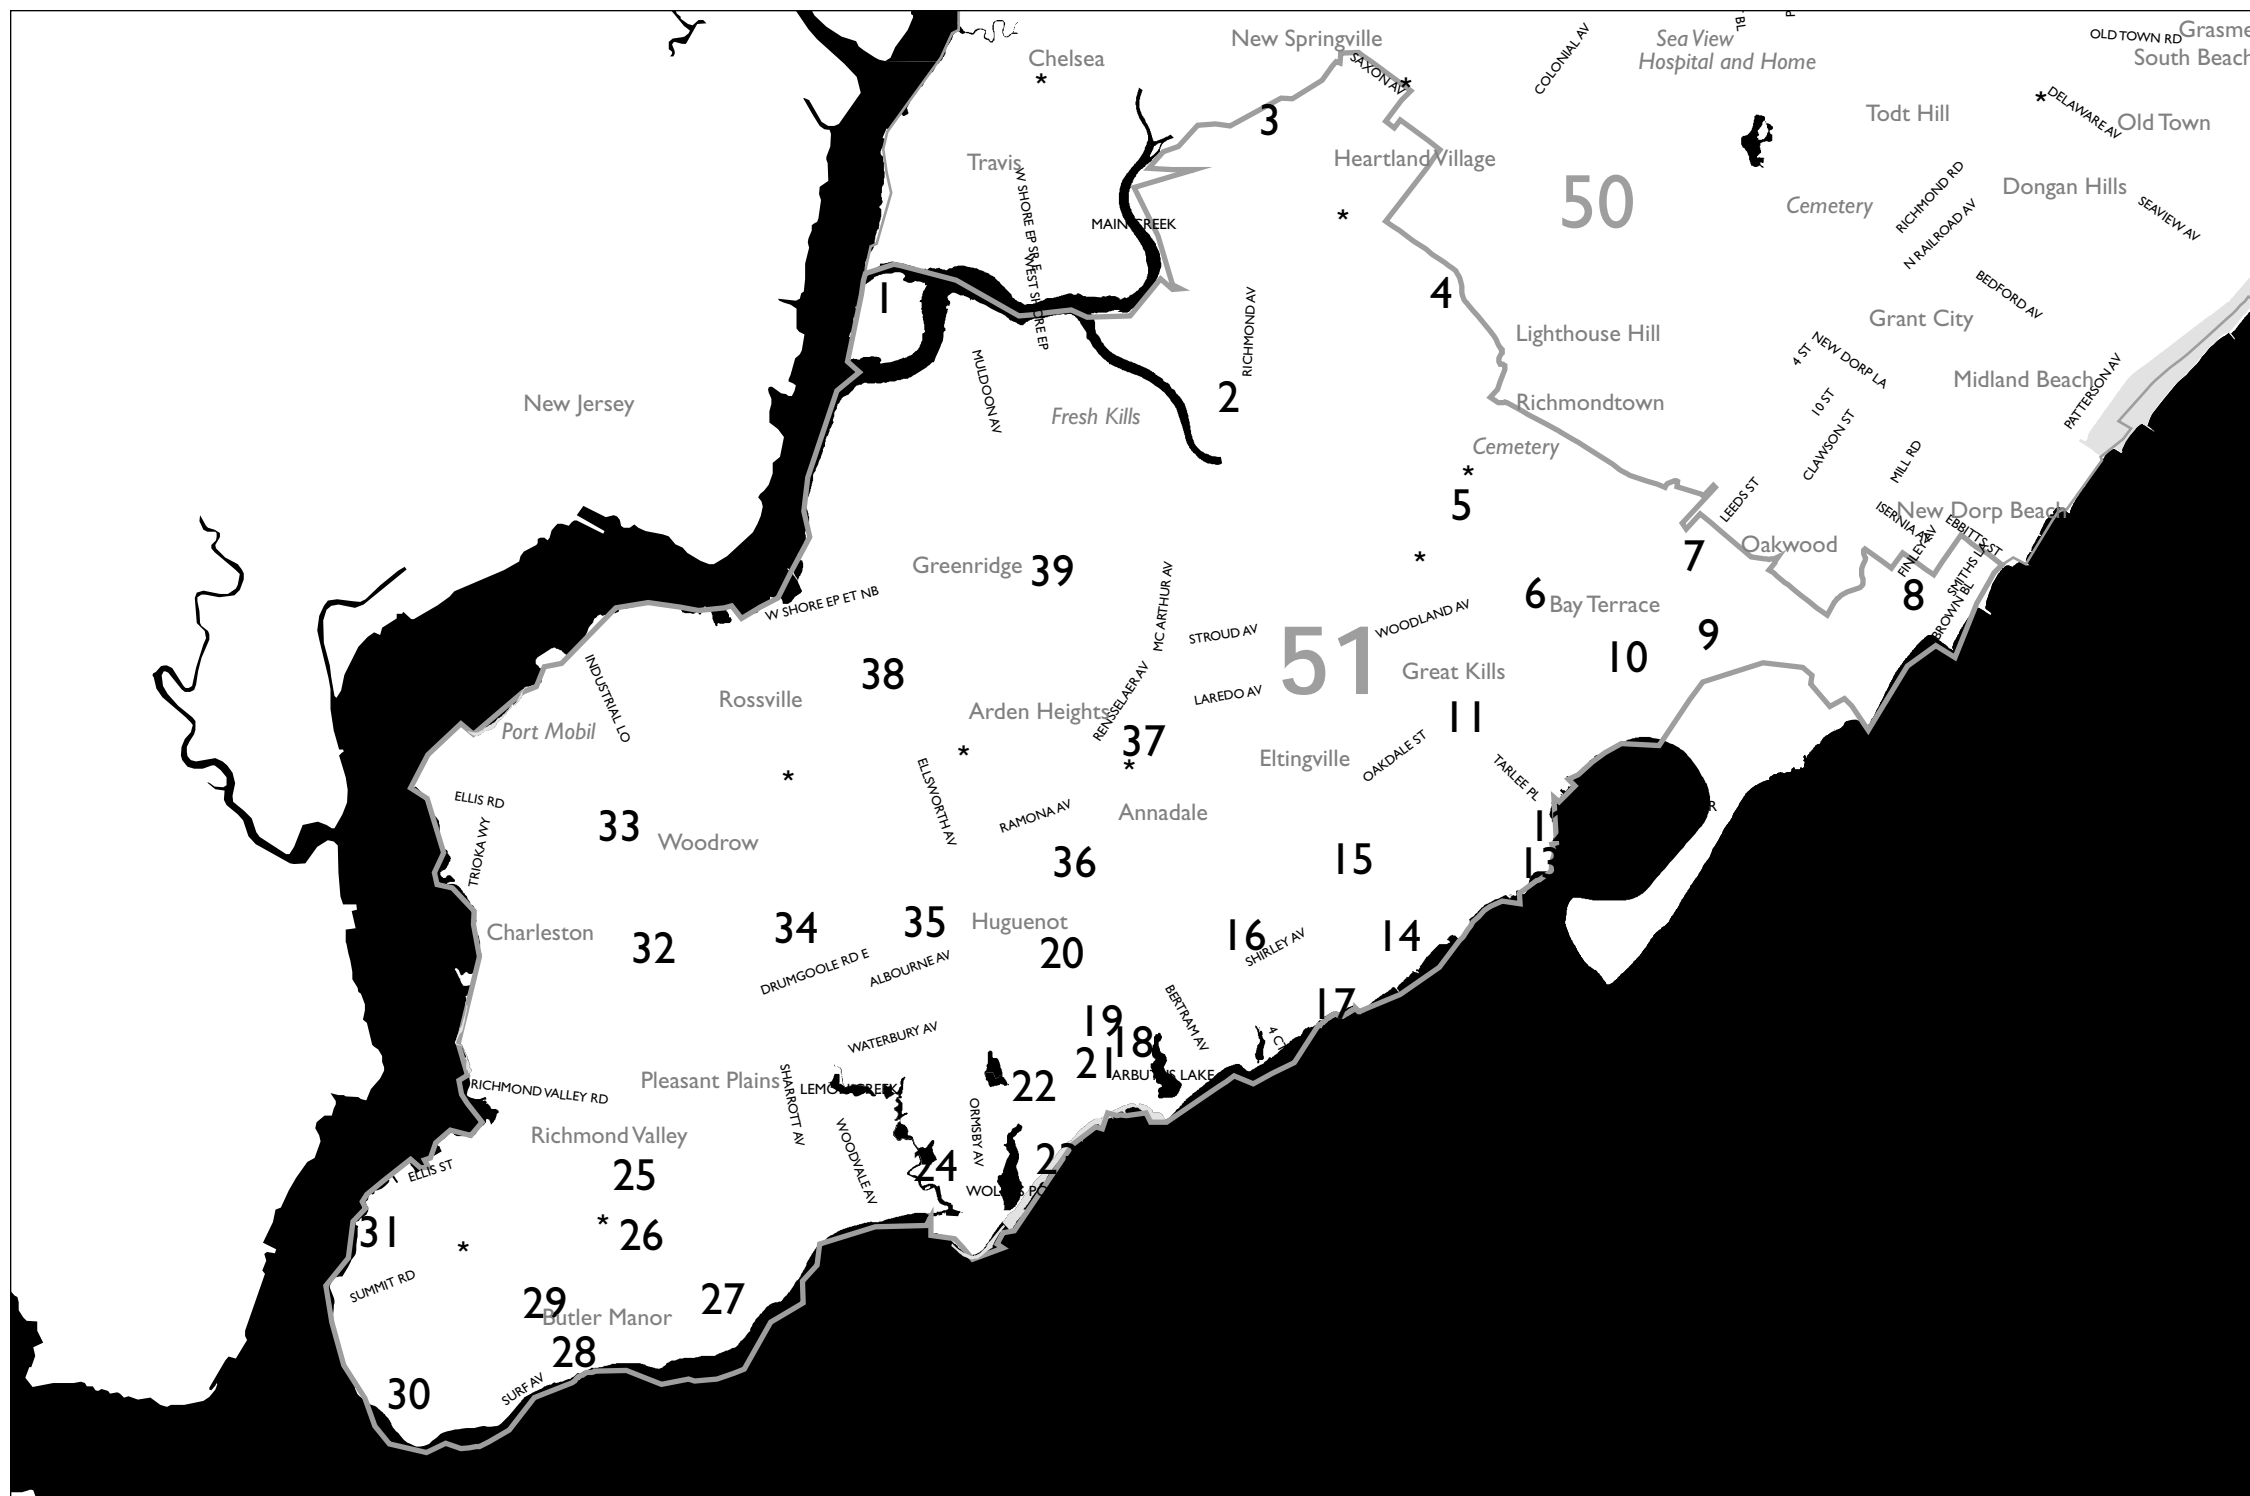 OLD TOWN RD
New Springville
Sea View
Hospital and Home
South Beach
Chelsea
*
SAXON AV
*
COLONIAL AV
BL
*
DELAWARE AV
Old Town
Todt Hill
3
Travis
Heartland Village
50
Cemetery
RICHMOND RD
Dongan Hills
SEAVIEW AV
N RAILROAD AV
W SHORE EP SR E
MAIN CREEK
*
1
WEST SHORE EP
4
BEDFORD AV
Grant City
RICHMOND AV
Lighthouse Hill
4 ST
NEW DORP LA
MULDOON AV
Midland Beach
PATTERSON AV
New Jersey
Fresh Kills
2
Richmondtown
10 ST
CLAWSON ST
Cemetery
*
MILL RD
5
LEEDS ST
ISERNIA AV
New Dorp Beach
EBBITTS ST
FINLEY AV
SMITHS LA
Oakwood
7
*
Greenridge
39
MC ARTHUR AV
W SHORE EP ET NB
6
Bay Terrace
8
BROWN BL
STROUD AV
51
WOODLAND AV
9
10
Great Kills
38
Rossville
INDUSTRIAL LO
Port Mobil
RENSSELAER AV
LAREDO AV
Arden Heights
37
*
11
*
*
Eltingville
OAKDALE ST
TARLEE PL
ELLIS RD
TRIOKA WY
33
Woodrow
ELLSWORTH AV
RAMONA AV
Annadale
R
36
15
13
Charleston
32
34
35
Huguenot
20
16
SHIRLEY AV
14
DRUMGOOLE RD E
ALBOURNE AV
17
BERTRAM AV
4 CT
19
18
21
WATERBURY AV
22
ARBUTUS LAKE
RICHMOND VALLEY RD
Pleasant Plains
SHARROTT AV
LEMON CREEK
WOODVALE AV
ORMSBY AV
Richmond Valley
ELLIS ST
25
24
23
31
*
*
26
SUMMIT RD
29
Butler Manor
27
28
30
SURF AV